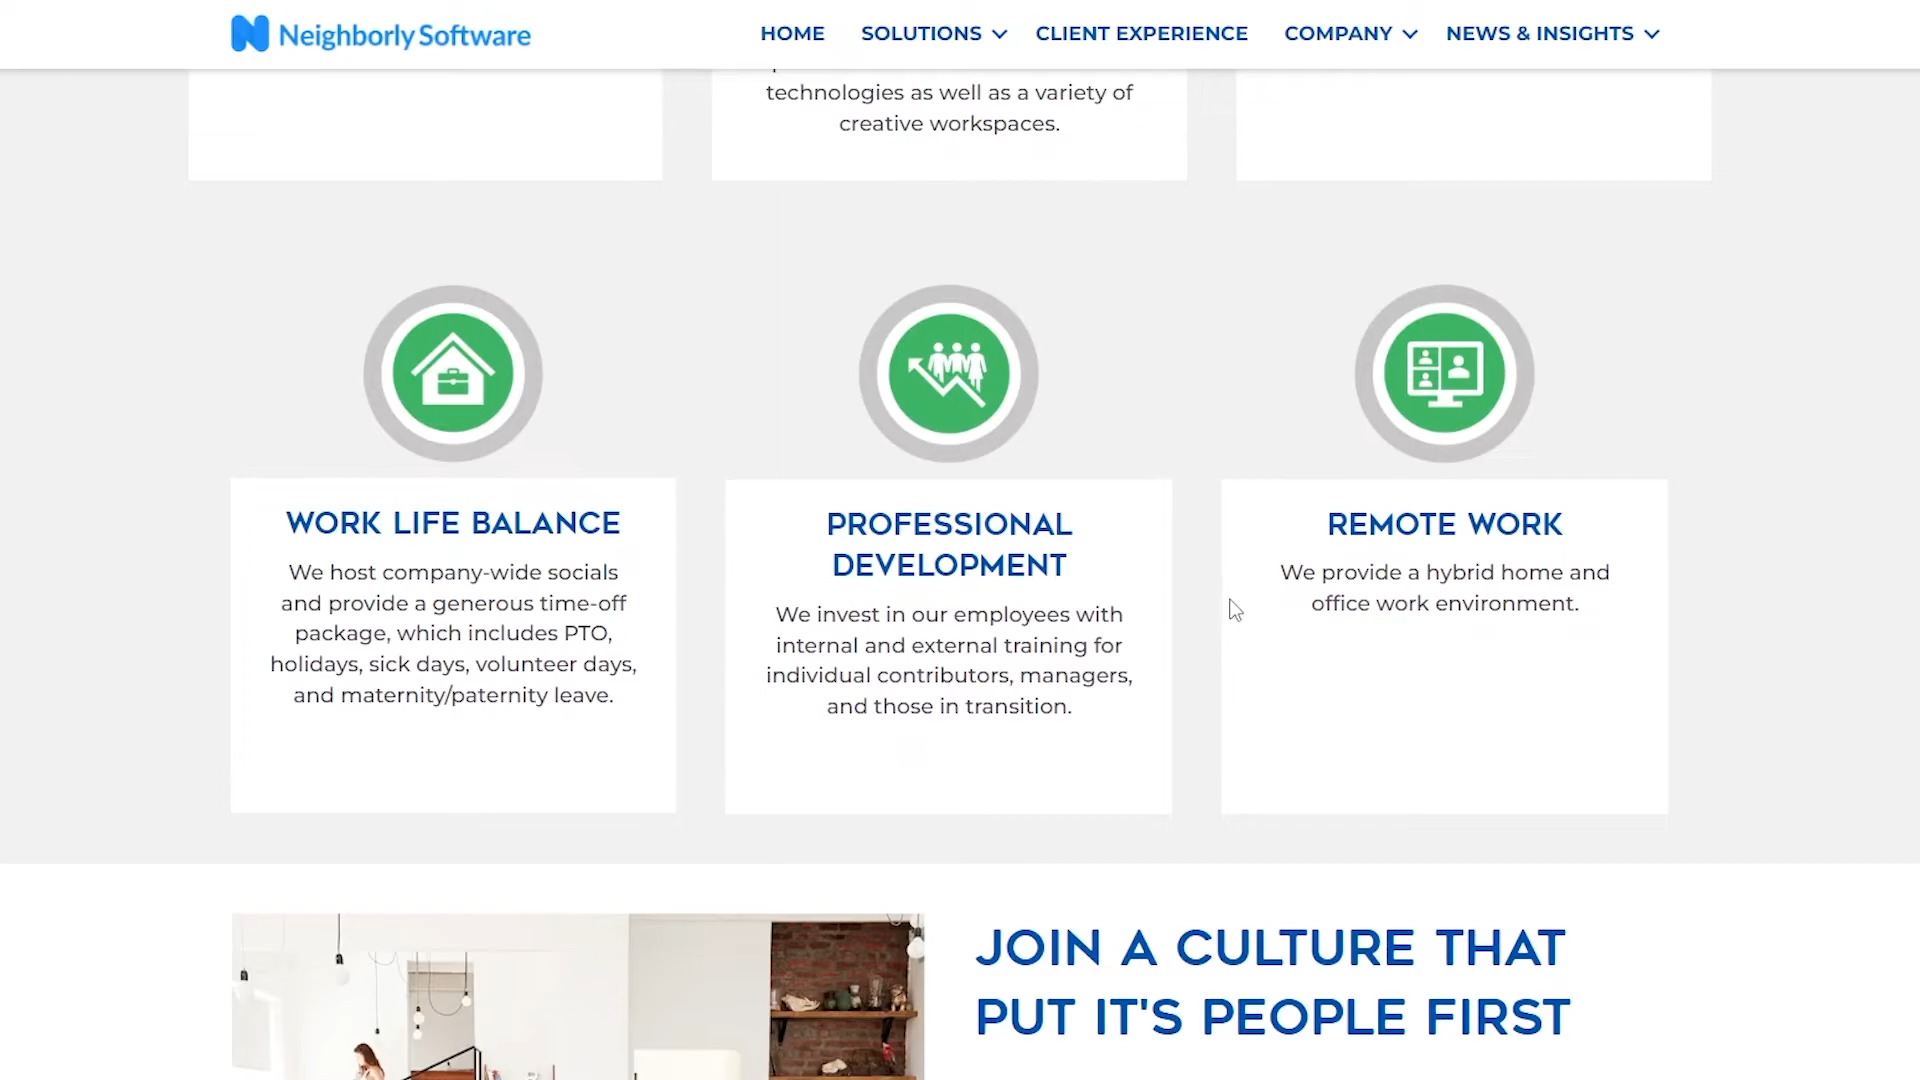 Neighborly Software
HOME SOLUTIONS CLIENT EXPERIENCE COMPANY NEWS & INSIGHTS
technologies as well as a variety of
creative workspaces.
WORK LIFE BALANCE
We host company-wide socials
and provide a generous time-off
package, which includes PTO,
holidays, sick days, volunteer days,
and maternity/paternity leave.
PROFESSIONAL
DEVELOPMENT
We invest in our employees with
internal and external training for
individual contributors, managers,
and those in transition.
REMOTE WORK
We provide a hybrid home and
office work environment.
JOIN A CULTURE THAT
PUT IT'S PEOPLE FIRST